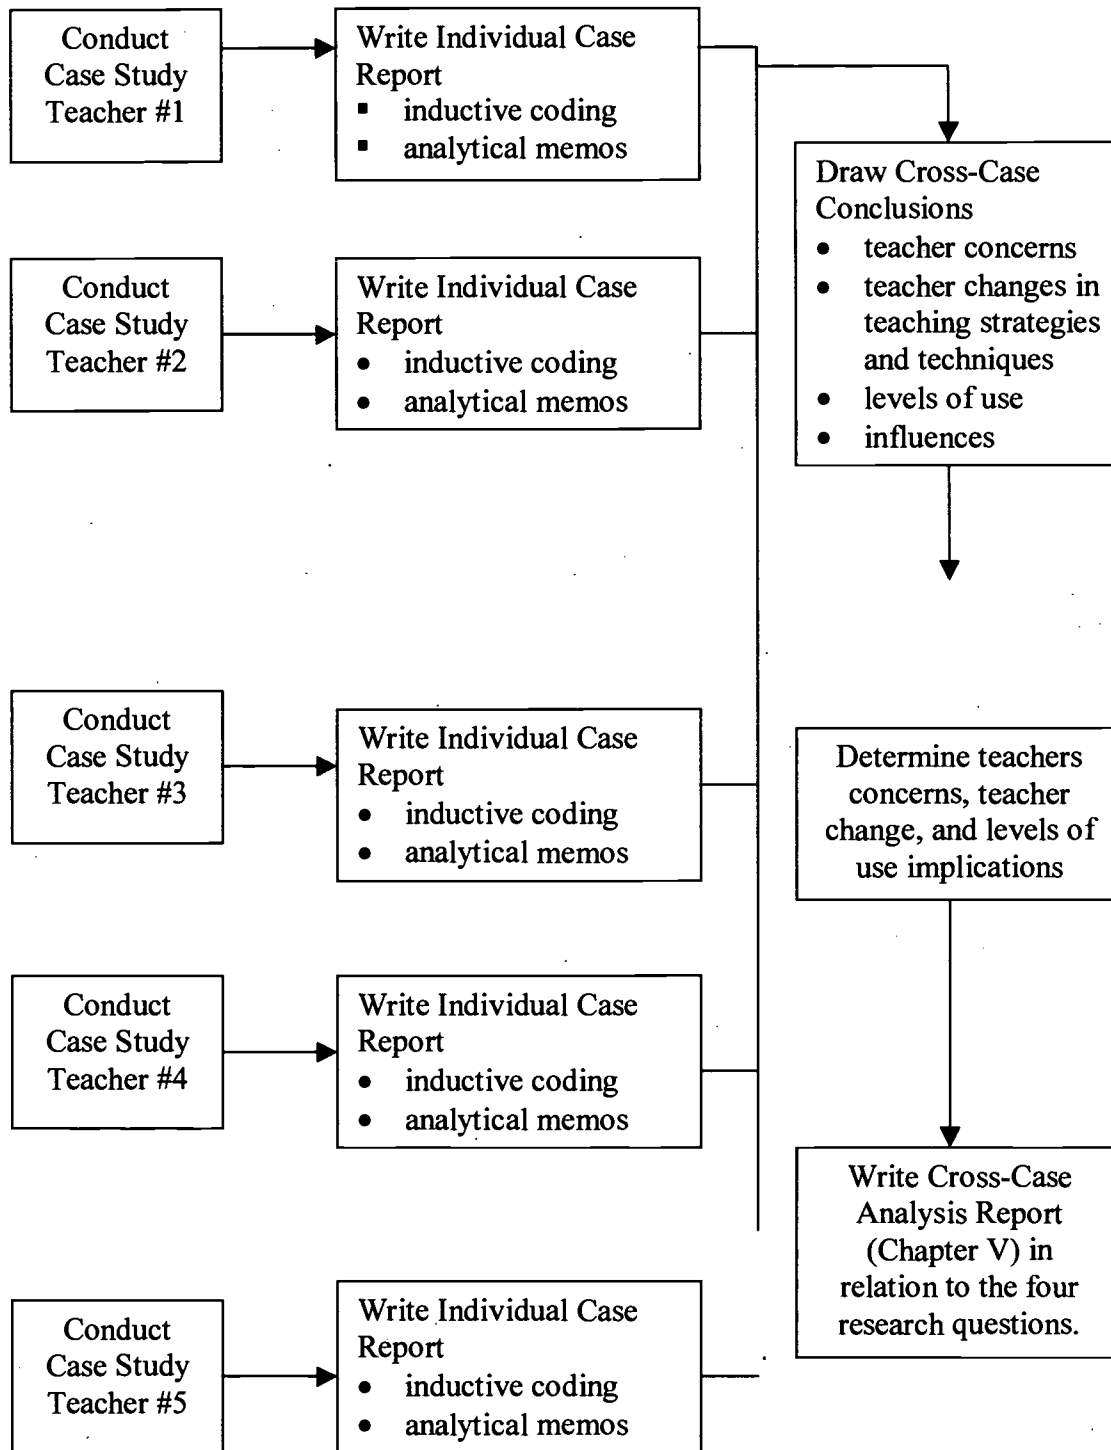 Conduct
Case Study
Teacher #1
Write Individual Case
Report
▪ inductive coding
▪ analytical memos
Draw Cross-Case
Conclusions
• teacher concerns
• teacher changes in
teaching strategies
and techniques
• levels of use
• influences
Conduct
Case Study
Teacher #2
Write Individual Case
Report
• inductive coding
• analytical memos
Conduct
Case Study
Teacher #3
Write Individual Case
Report
• inductive coding
• analytical memos
Determine teachers
concerns, teacher
change, and levels of
use implications
Conduct
Case Study
Teacher #4
Write Individual Case
Report
• inductive coding
• analytical memos
Write Cross-Case
Analysis Report
(Chapter V) in
relation to the four
research questions.
Conduct
Case Study
Teacher #5
Write Individual Case
Report
• inductive coding
• analytical memos